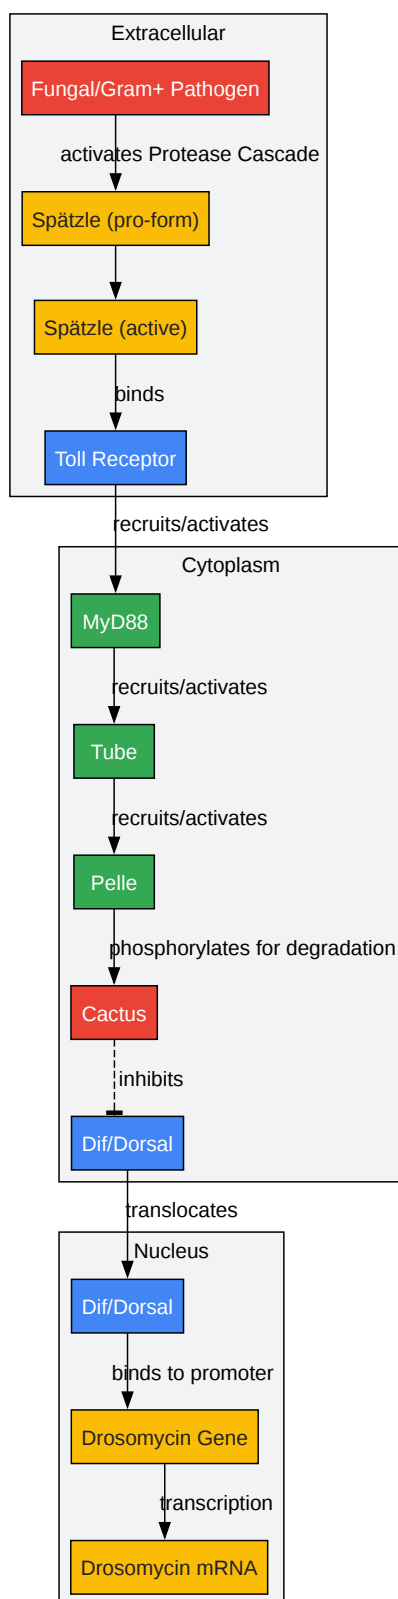 Extracellular
Fungal/Gram+ Pathogen
activates Protease Cascade
Spätzle (pro-form)
Spätzle (active)
binds
Toll Receptor
recruits/activates
Cytoplasm
MyD88
recruits/activates
Tube
recruits/activates
Pelle
phosphorylates for degradation
Cactus
inhibits
Dif/Dorsal
translocates
Nucleus
Dif/Dorsal
binds to promoter
Drosomycin Gene
transcription
Drosomycin mRNA